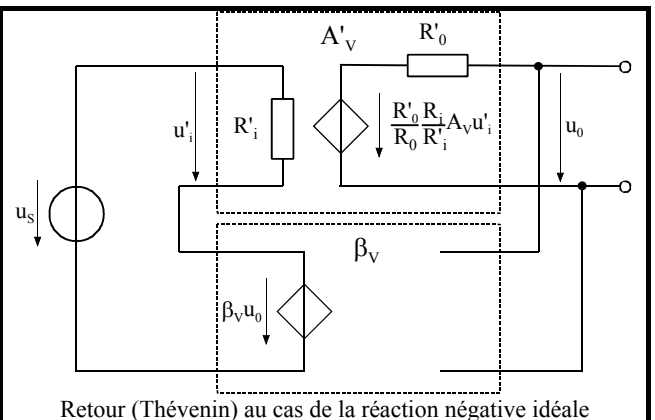 A'V
R'0
u'i
R'i
R'0 Ri
R0 R'i
AVu'i
u0
uS
βV
βVu0
Retour (Thévenin) au cas de la réaction négative idéale